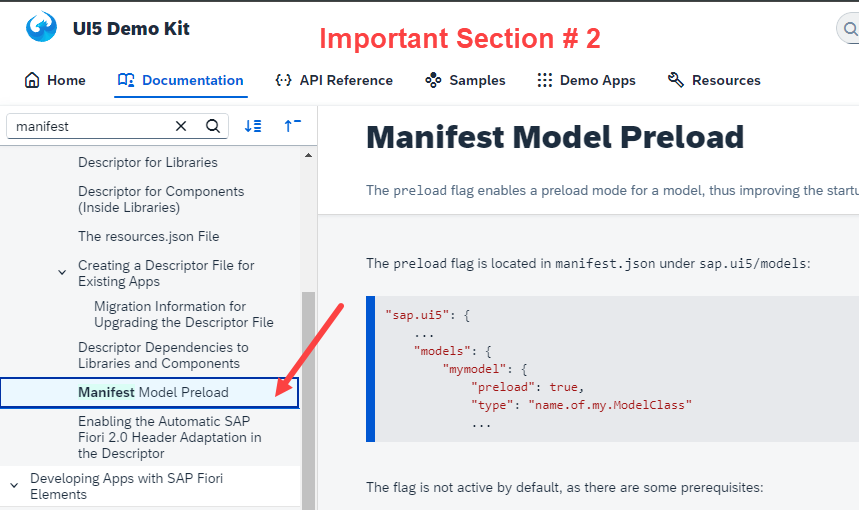 UI5 Demo Kit
Important Section # 2
Home
Documentation
API Reference
Samples
Demo Apps
Resources
manifest
Descriptor for Libraries
Descriptor for Components
(Inside Libraries)
The resources.json File
Creating a Descriptor File for
Existing Apps
Migration Information for
Upgrading the Descriptor File
Descriptor Dependencies to
Libraries and Components
Manifest Model Preload
Enabling the Automatic SAP
Fiori 2.0 Header Adaptation in
the Descriptor
Developing Apps with SAP Fiori
Elements
Manifest Model Preload
The preload flag enables a preload mode for a model, thus improving the startu
The preload flag is located in manifest.json under sap.ui5/models:
"sap.ui5": {
...
"models": {
"mymodel": {
"preload": true,
"type": "name.of.my.ModelClass"
...
The flag is not active by default, as there are some prerequisites: